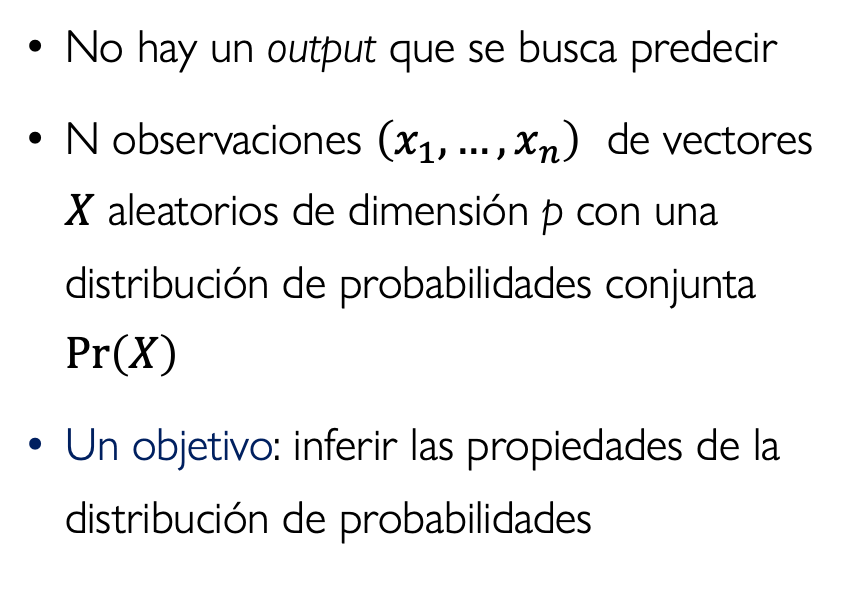 • No hay un output que se busca predecir
• N observaciones (x₁, … , xₙ) de vectores
X aleatorios de dimensión p con una
distribución de probabilidades conjunta
Pr(X)
• Un objetivo: inferir las propiedades de la
distribución de probabilidades